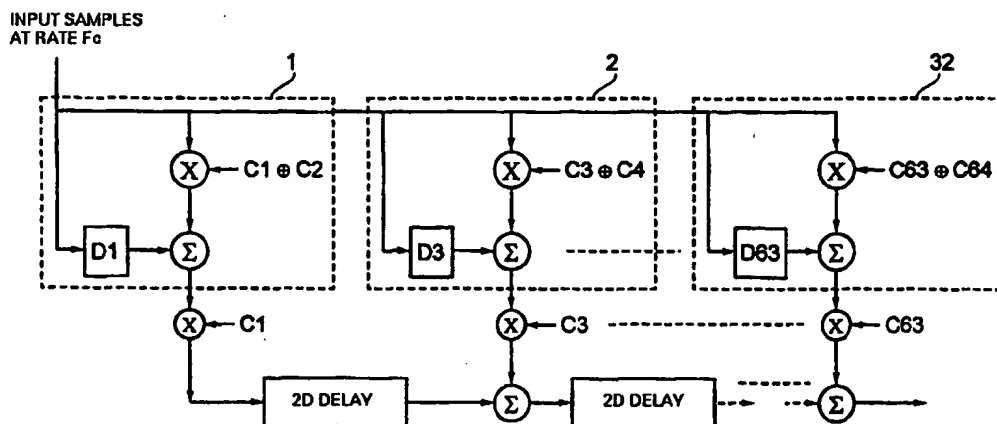 INPUT SAMPLES
AT RATE Fc
1
2
32
X
C1 ⊕ C2
X
C3 ⊕ C4
X
C63 ⊕ C64
D1
Σ
D3
Σ
D63
Σ
X
C1
X
C3
X
C63
2D DELAY
Σ
2D DELAY
Σ